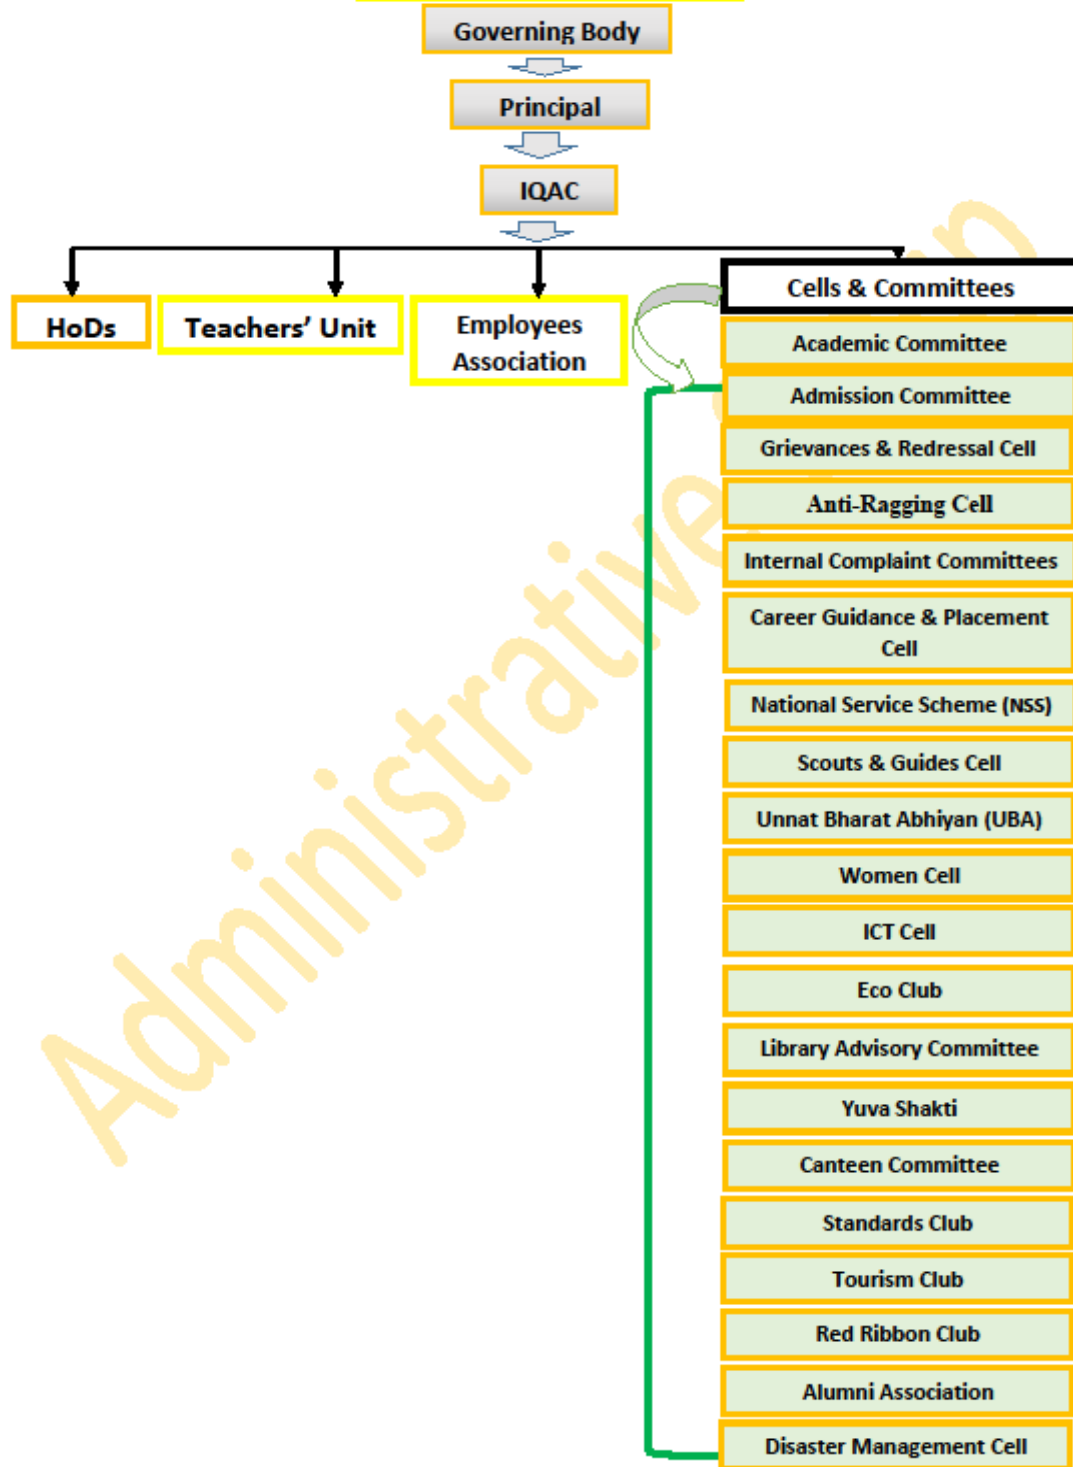 Governing Body
Principal
IQAC
HoDs
Teachers’ Unit
Employees
Association
Cells & Committees
Academic Committee
Admission Committee
Grievances & Redressal Cell
Anti-Ragging Cell
Internal Complaint Committees
Career Guidance & Placement
Cell
National Service Scheme (NSS)
Scouts & Guides Cell
Unnat Bharat Abhiyan (UBA)
Women Cell
ICT Cell
Eco Club
Library Advisory Committee
Yuva Shakti
Canteen Committee
Standards Club
Tourism Club
Red Ribbon Club
Alumni Association
Disaster Management Cell
Administrative